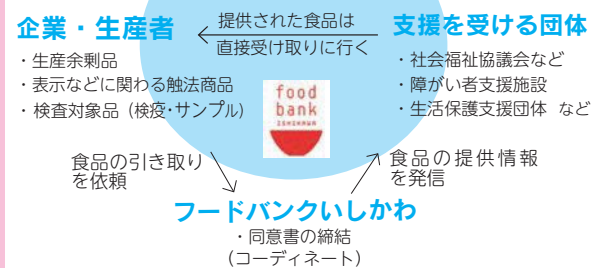 企業・生産者
・生産余剰品
・表示などに関わる触法商品
・検査対象品（検疫・サンプル）
提供された食品は
直接受け取りに行く
支援を受ける団体
・社会福祉協議会など
・障がい者支援施設
・生活保護支援団体 など
food
bank
ISHIKAWA
食品の引き取り
を依頼
食品の提供情報
を発信
フードバンクいしかわ
・同意書の締結
（コーディネート）